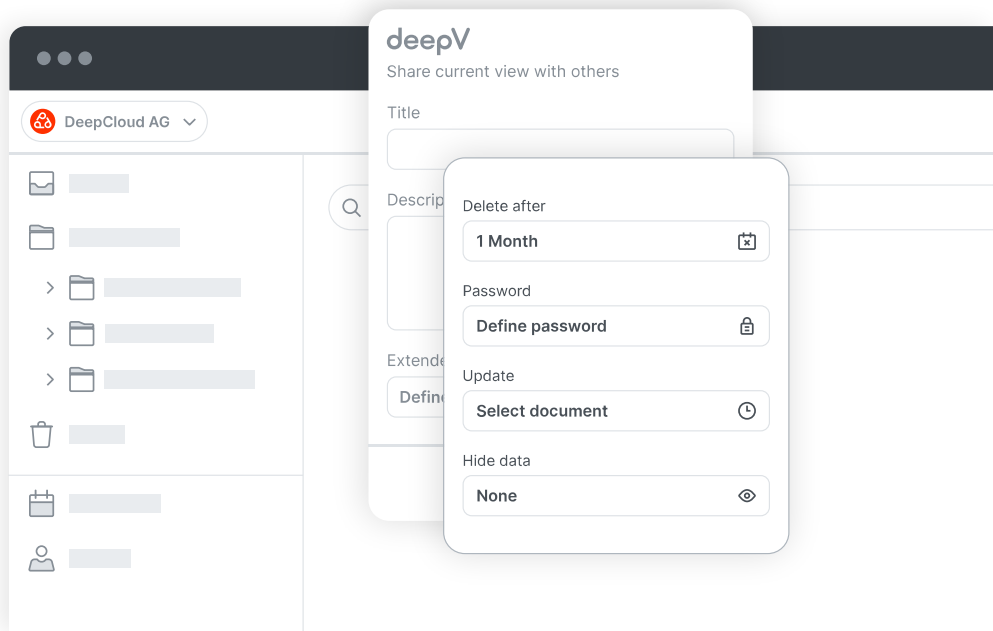 deepV
Share current view with others
DeepCloud AG
Title
Descrip
Extende
Define
Delete after
1 Month
Password
Define password
Update
Select document
Hide data
None